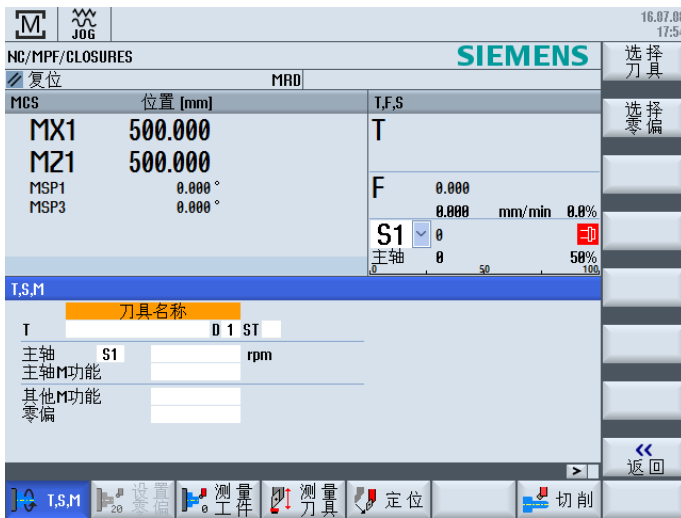 M JOG
16.07.08
17:54
NC/MPF/CLOSURES SIEMENS
选择
刀具
复位 MRD
MCS 位置 [mm] T,F,S
选择
零偏
MX1 500.000 T
MZ1 500.000
MSP1 0.000 °
MSP3 0.000 °
F 0.000
0.000 mm/min 0.0%
S1 0
主轴 0 50%
0 50 100
T,S,M
刀具名称
T D 1 ST
主轴 S1 rpm
主轴M功能
其他M功能
零偏
«
返回
>
T,S,M 设置零偏 测量工件 测量刀具 定位 切削